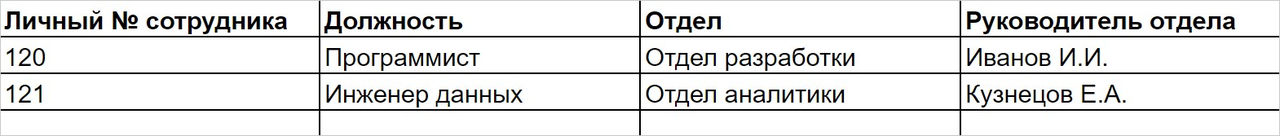 Личный № сотрудника Должность Отдел Руководитель отдела
120 Программист Отдел разработки Иванов И.И.
121 Инженер данных Отдел аналитики Кузнецов Е.А.